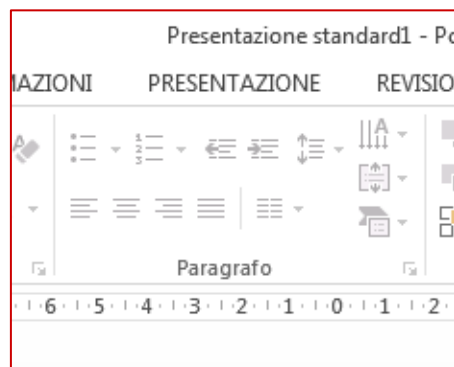 Presentazione standard1 - Po
MAZIONI PRESENTAZIONE REVISIO
Paragrafo
6 5 4 3 2 1 0 1 2